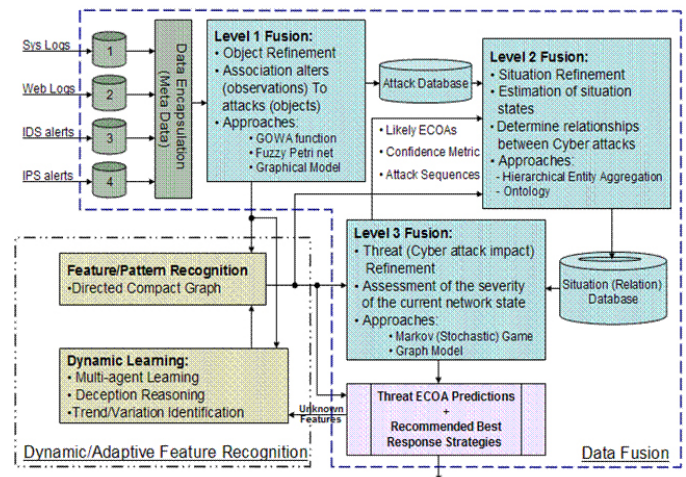 Sys Logs
1
Web Logs
2
IDS alerts
3
IPS alerts
4
Data Encapsulation
(Meta Data)
Level 1 Fusion:
• Object Refinement
• Association alters
(observations) To
attacks (objects)
• Approaches:
• GOWA function
• Fuzzy Petri net
• Graphical Model
Attack Database
Level 2 Fusion:
• Situation Refinement
• Estimation of situation
states
• Determine relationships
between Cyber attacks
• Approaches:
- Hierarchical Entity Aggregation
- Ontology
• Likely ECOAs
• Confidence Metric
• Attack Sequences
Level 3 Fusion:
• Threat (Cyber attack impact)
Refinement
• Assessment of the severity
of the current network state
• Approaches:
• Markov (Stochastic) Game
• Graph Model
Situation (Relation)
Database
Feature/Pattern Recognition
•Directed Compact Graph
Dynamic Learning:
• Multi-agent Learning
• Deception Reasoning
•Trend/Variation Identification
Unknown
Features
Threat ECOA Predictions
+
Recommended Best
Response Strategies
Dynamic/Adaptive Feature Recognition
Data Fusion